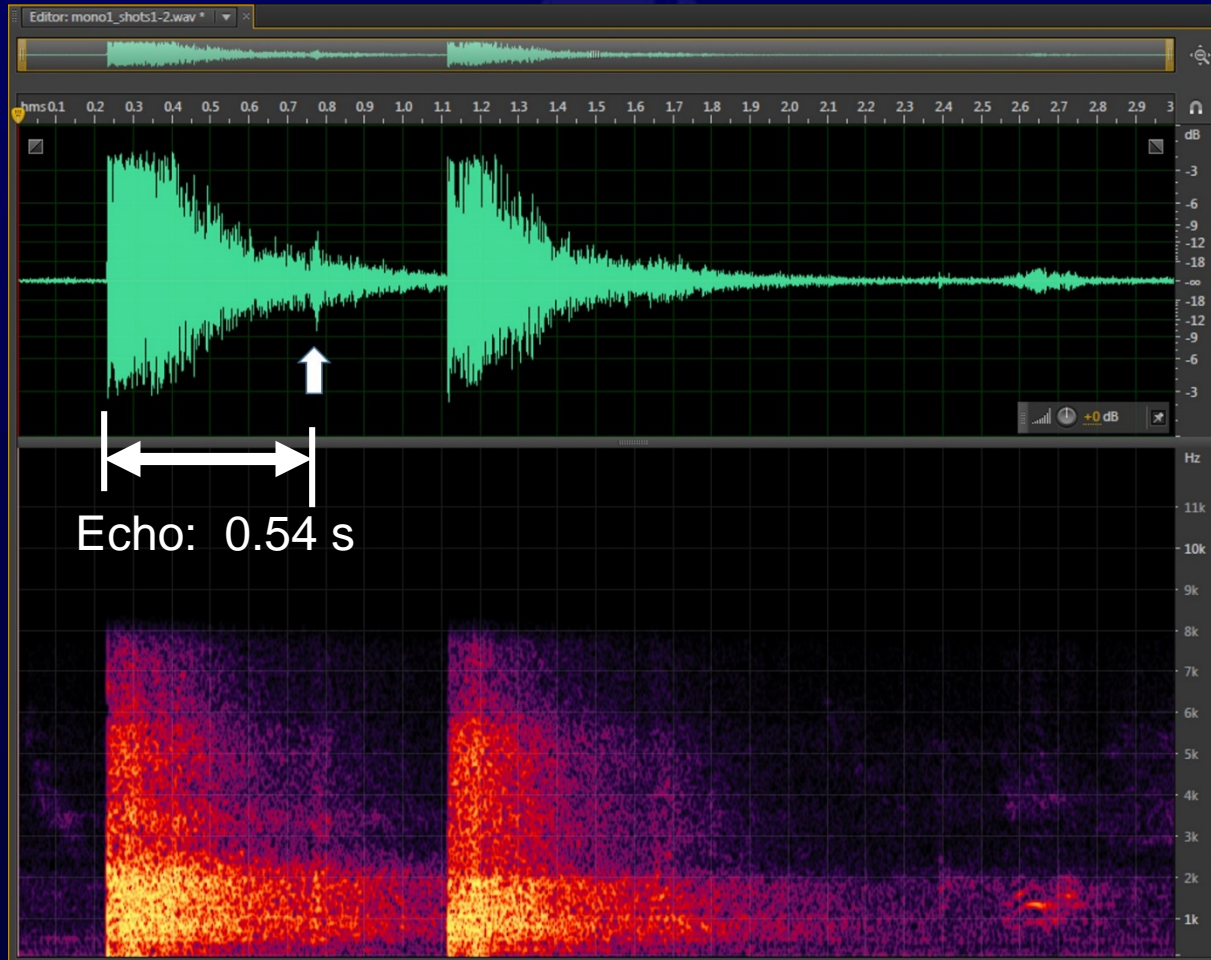 Editor: mono1_shots1-2.wav *
hms 0.1 0.2 0.3 0.4 0.5 0.6 0.7 0.8 0.9 1.0 1.1 1.2 1.3 1.4 1.5 1.6 1.7 1.8 1.9 2.0 2.1 2.2 2.3 2.4 2.5 2.6 2.7 2.8 2.9 3
dB
-3
-6
-9
-12
-18
-∞
-18
-12
-9
-6
-3
+0 dB
Echo: 0.54 s
Hz
11k
10k
9k
8k
7k
6k
5k
4k
3k
2k
1k